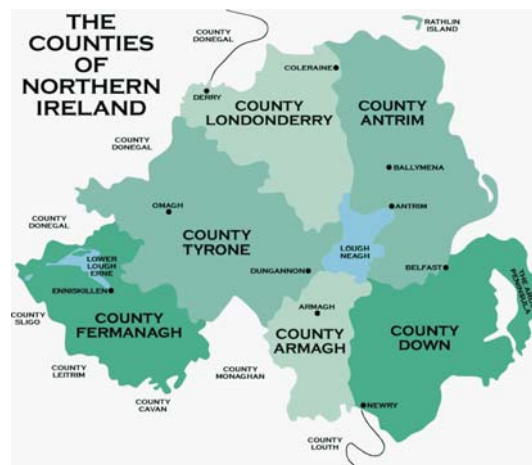 THE
COUNTIES
OF
NORTHERN
IRELAND
COUNTY
DONEGAL
RATHLIN
ISLAND
COLERAINE
DERRY
COUNTY
LONDONDERRY
COUNTY
ANTRIM
COUNTY
DONEGAL
BALLYMENA
OMAGH
ANTRIM
COUNTY
DONEGAL
COUNTY
TYRONE
LOUGH
NEAGH
LOWER
LOUGH
ERNE
DUNGANNON
BELFAST
THE ARDS
PENINSULA
ENNISKILLEN
COUNTY
SLIGO
COUNTY
FERMANAGH
ARMAGH
COUNTY
ARMAGH
COUNTY
DOWN
COUNTY
LEITRIM
COUNTY
MONAGHAN
COUNTY
CAVAN
NEWRY
COUNTY
LOUTH